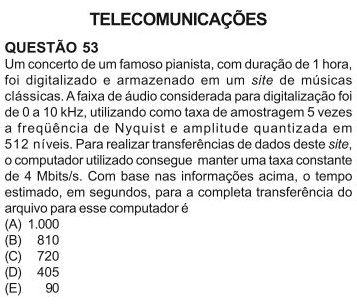 TELECOMUNICAÇÕES
QUESTÃO 53
Um concerto de um famoso pianista, com duração de 1 hora,
foi digitalizado e armazenado em um site de músicas
clássicas. A faixa de áudio considerada para digitalização foi
de 0 a 10 kHz, utilizando como taxa de amostragem 5 vezes
a freqüência de Nyquist e amplitude quantizada em
512 níveis. Para realizar transferências de dados deste site,
o computador utilizado consegue manter uma taxa constante
de 4 Mbits/s. Com base nas informações acima, o tempo
estimado, em segundos, para a completa transferência do
arquivo para esse computador é
(A) 1.000
(B) 810
(C) 720
(D) 405
(E) 90